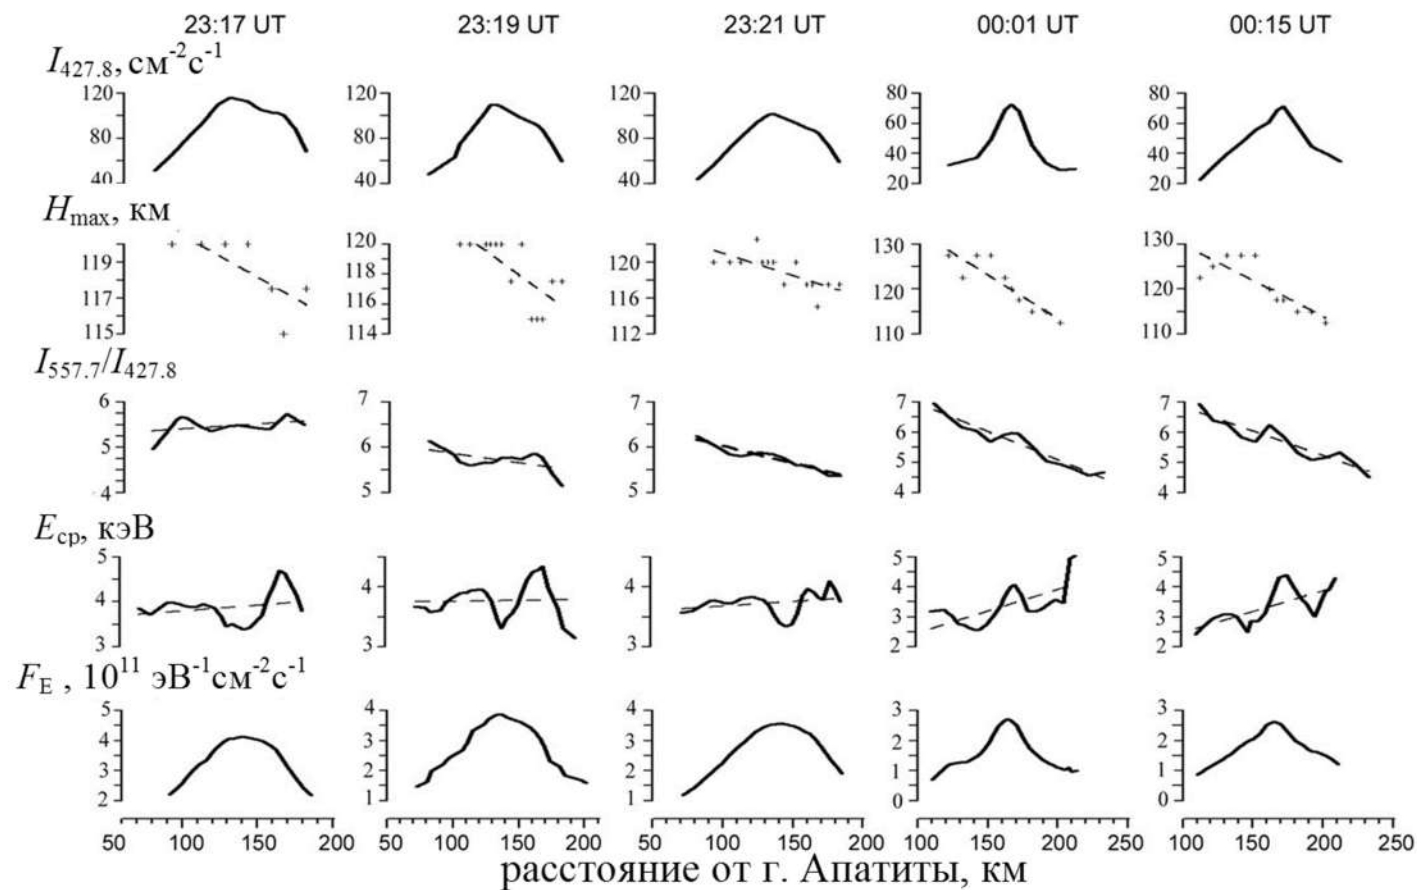 23:17 UT 23:19 UT 23:21 UT 00:01 UT 00:15 UT
I427.8, см-2с-1
120 120 120 80 80
80 80 80 60 60
40 40
40 40 40 20 20
Hmax, км
119 120 120 130 130
117 118 116 120 120
115 116 112 110 110
114
I557.7/I427.8
6 7 7 7 7
5 6 6 6 6
4 5 5 5 5
4 4
Eср, кэВ
5 4 4 5 5
4 3 3 4 4
3 3 3
2 2
FE , 10^11 эВ-1см-2с-1
5 4 4 3 3
4 3 3 2 2
3 2 2 1 1
2 1 1 0 0
50 100 150 200 50 100 150 200 50 100 150 200 100 150 200 250 100 150 200 250
расстояние от г. Апатиты, км